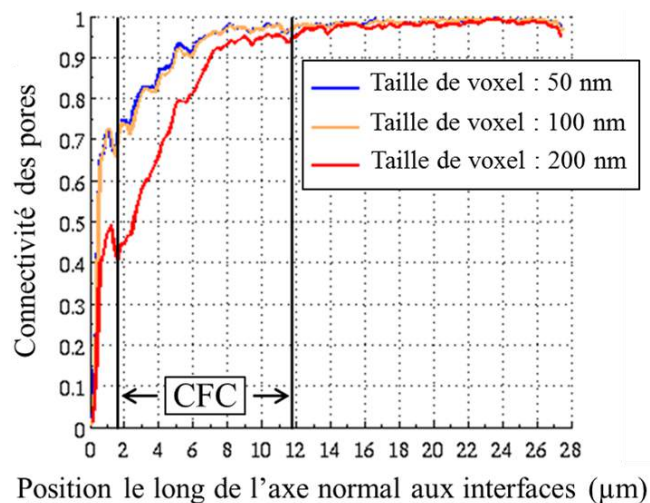 Connectivité des pores
1
0.9
0.8
0.7
0.6
0.5
0.4
0.3
0.2
0.1
0
Taille de voxel : 50 nm
Taille de voxel : 100 nm
Taille de voxel : 200 nm
CFC
0 2 4 6 8 10 12 14 16 18 20 22 24 26 28
Position le long de l'axe normal aux interfaces (µm)